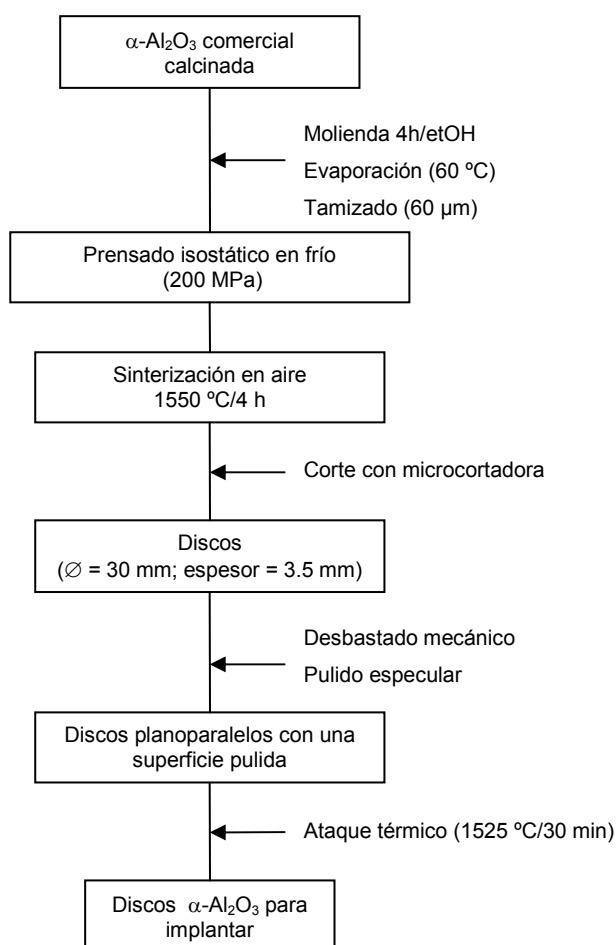 α-Al₂O₃ comercial
calcinada
Molienda 4h/etOH
Evaporación (60 ºC)
Tamizado (60 µm)
Prensado isostático en frío
(200 MPa)
Sinterización en aire
1550 ºC/4 h
Corte con microcortadora
Discos
(∅ = 30 mm; espesor = 3.5 mm)
Desbastado mecánico
Pulido especular
Discos planoparalelos con una
superficie pulida
Ataque térmico (1525 ºC/30 min)
Discos α-Al₂O₃ para
implantar